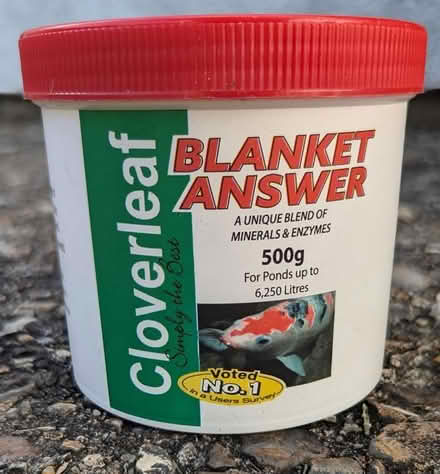 Cloverleaf
Simply the Best
BLANKET
ANSWER
A UNIQUE BLEND OF
MINERALS & ENZYMES
500g
For Ponds up to
6,250 Litres
Voted
No.1
in a Users Survey